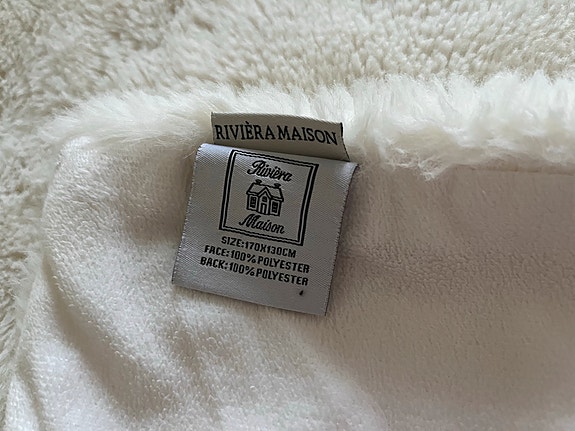 RIVIÈRA MAISON
Rivièra
Maison
SIZE:170X130CM
FACE:100% POLYESTER
BACK:100% POLYESTER